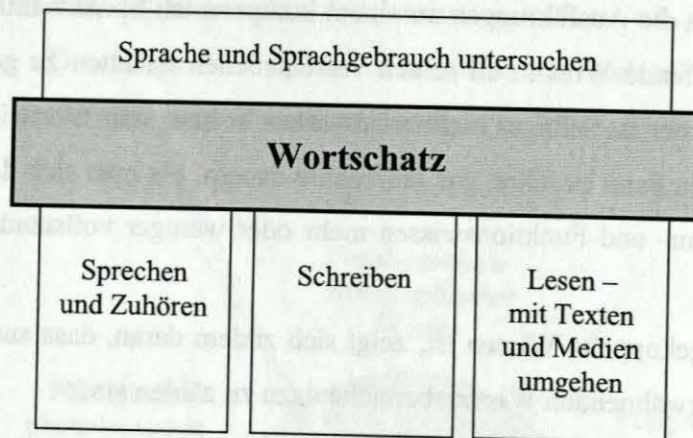 Sprache und Sprachgebrauch untersuchen
Wortschatz
Sprechen
und Zuhören
Schreiben
Lesen –
mit Texten
und Medien
umgehen